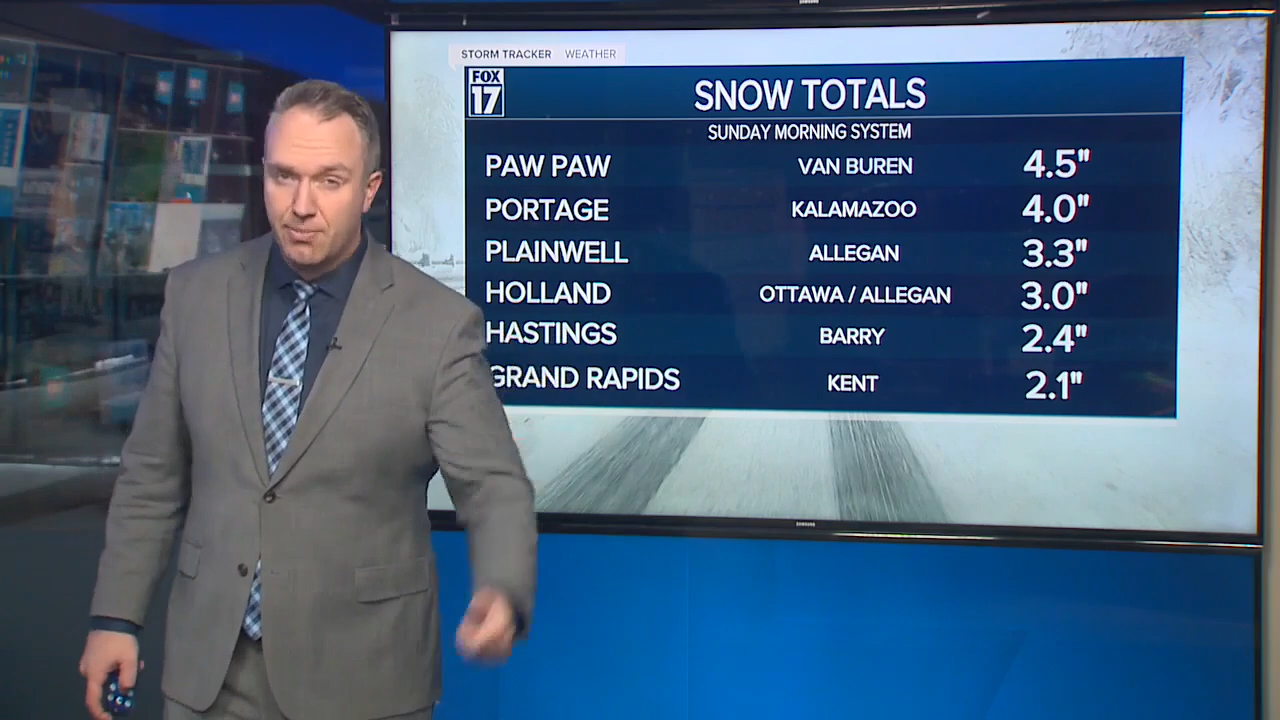 SAMSUNG
STORM TRACKER WEATHER
FOX
17
SNOW TOTALS
SUNDAY MORNING SYSTEM
PAW PAW VAN BUREN 4.5"
PORTAGE KALAMAZOO 4.0"
PLAINWELL ALLEGAN 3.3"
HOLLAND OTTAWA / ALLEGAN 3.0"
HASTINGS BARRY 2.4"
GRAND RAPIDS KENT 2.1"
SAMSUNG